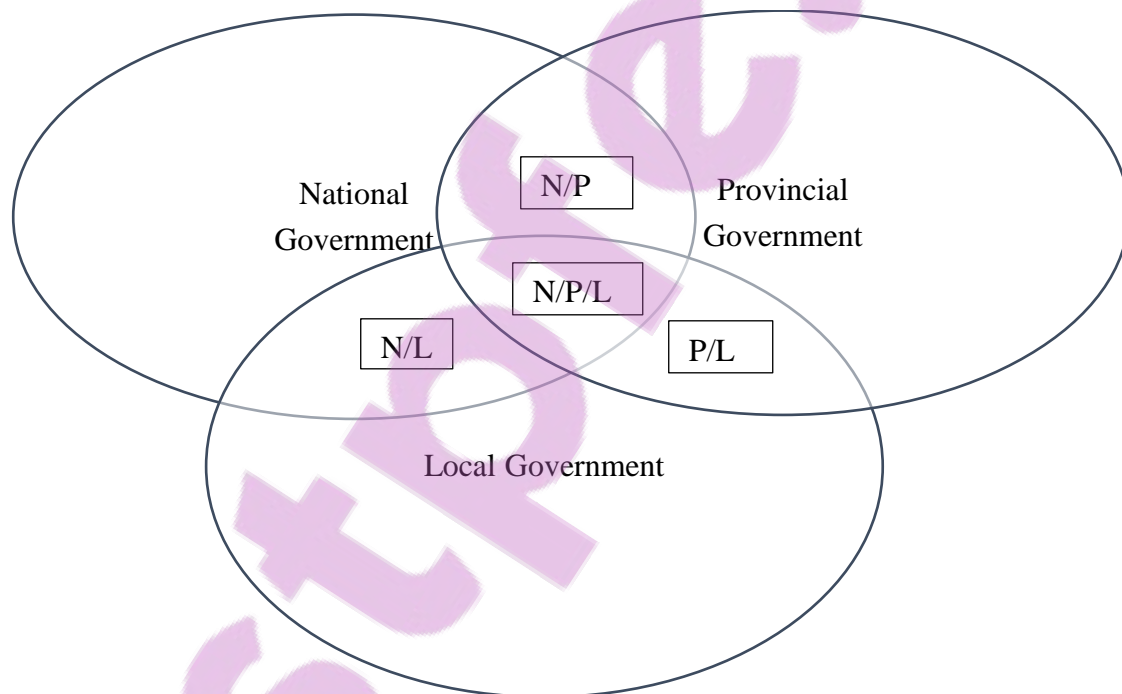 N/P
National
Government
Provincial
Government
N/P/L
N/L
P/L
Local Government